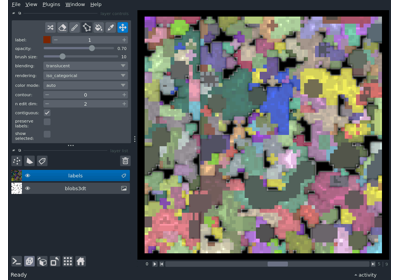 File View Plugins Window Help
label: 1
opacity: 0.70
brush size: 10
blending: translucent
rendering: iso_categorical
color mode: auto
contour: 0
n edit dim: 2
contiguous:
preserve
labels:
show
selected:
labels
blobs3dt
Ready activity